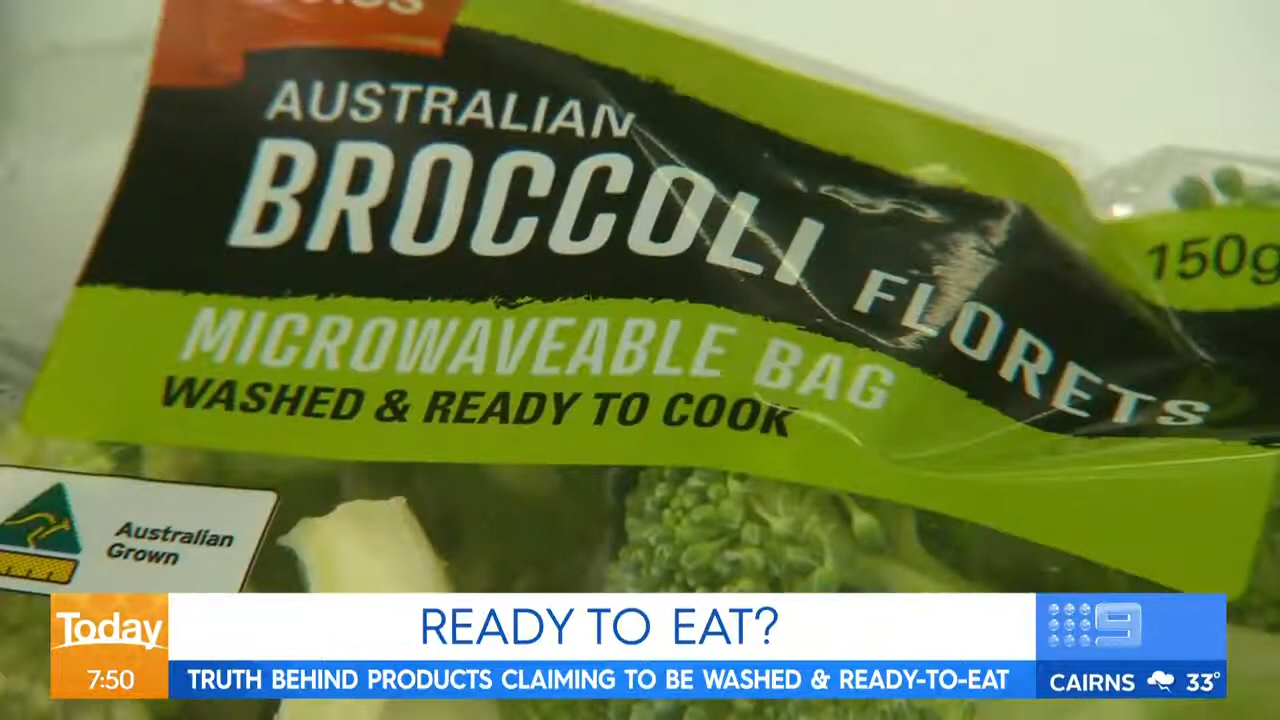 AUSTRALIAN
BROCCOLI
FLORETS
150g
MICROWAVEABLE BAG
WASHED & READY TO COOK
Australian
Grown
Today
7:50
READY TO EAT?
TRUTH BEHIND PRODUCTS CLAIMING TO BE WASHED & READY-TO-EAT
9
CAIRNS 33°